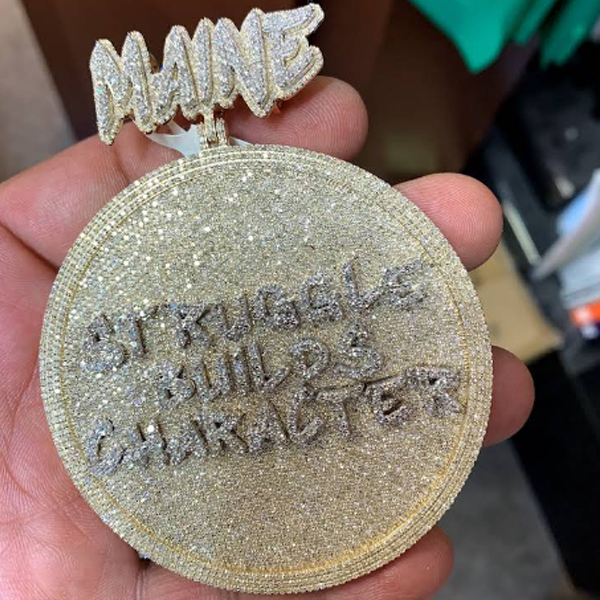 MAINE
STRUGGLE
BUILDS
CHARACTER